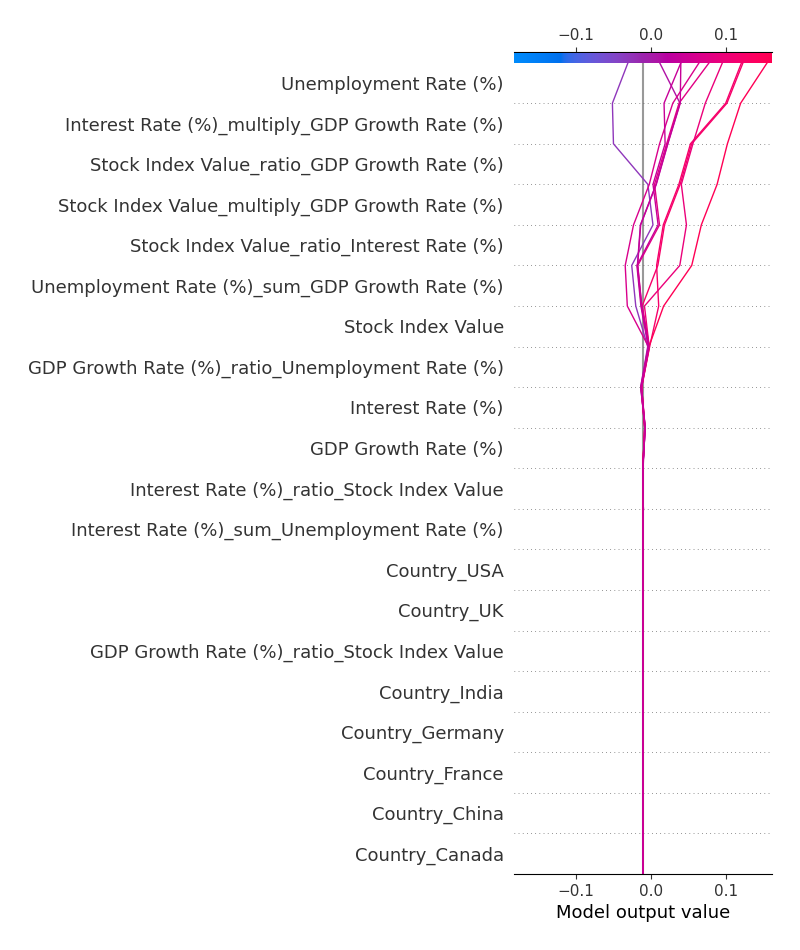 −0.1 0.0 0.1
Unemployment Rate (%)
Interest Rate (%)_multiply_GDP Growth Rate (%)
Stock Index Value_ratio_GDP Growth Rate (%)
Stock Index Value_multiply_GDP Growth Rate (%)
Stock Index Value_ratio_Interest Rate (%)
Unemployment Rate (%)_sum_GDP Growth Rate (%)
Stock Index Value
GDP Growth Rate (%)_ratio_Unemployment Rate (%)
Interest Rate (%)
GDP Growth Rate (%)
Interest Rate (%)_ratio_Stock Index Value
Interest Rate (%)_sum_Unemployment Rate (%)
Country_USA
Country_UK
GDP Growth Rate (%)_ratio_Stock Index Value
Country_India
Country_Germany
Country_France
Country_China
Country_Canada
−0.1 0.0 0.1
Model output value